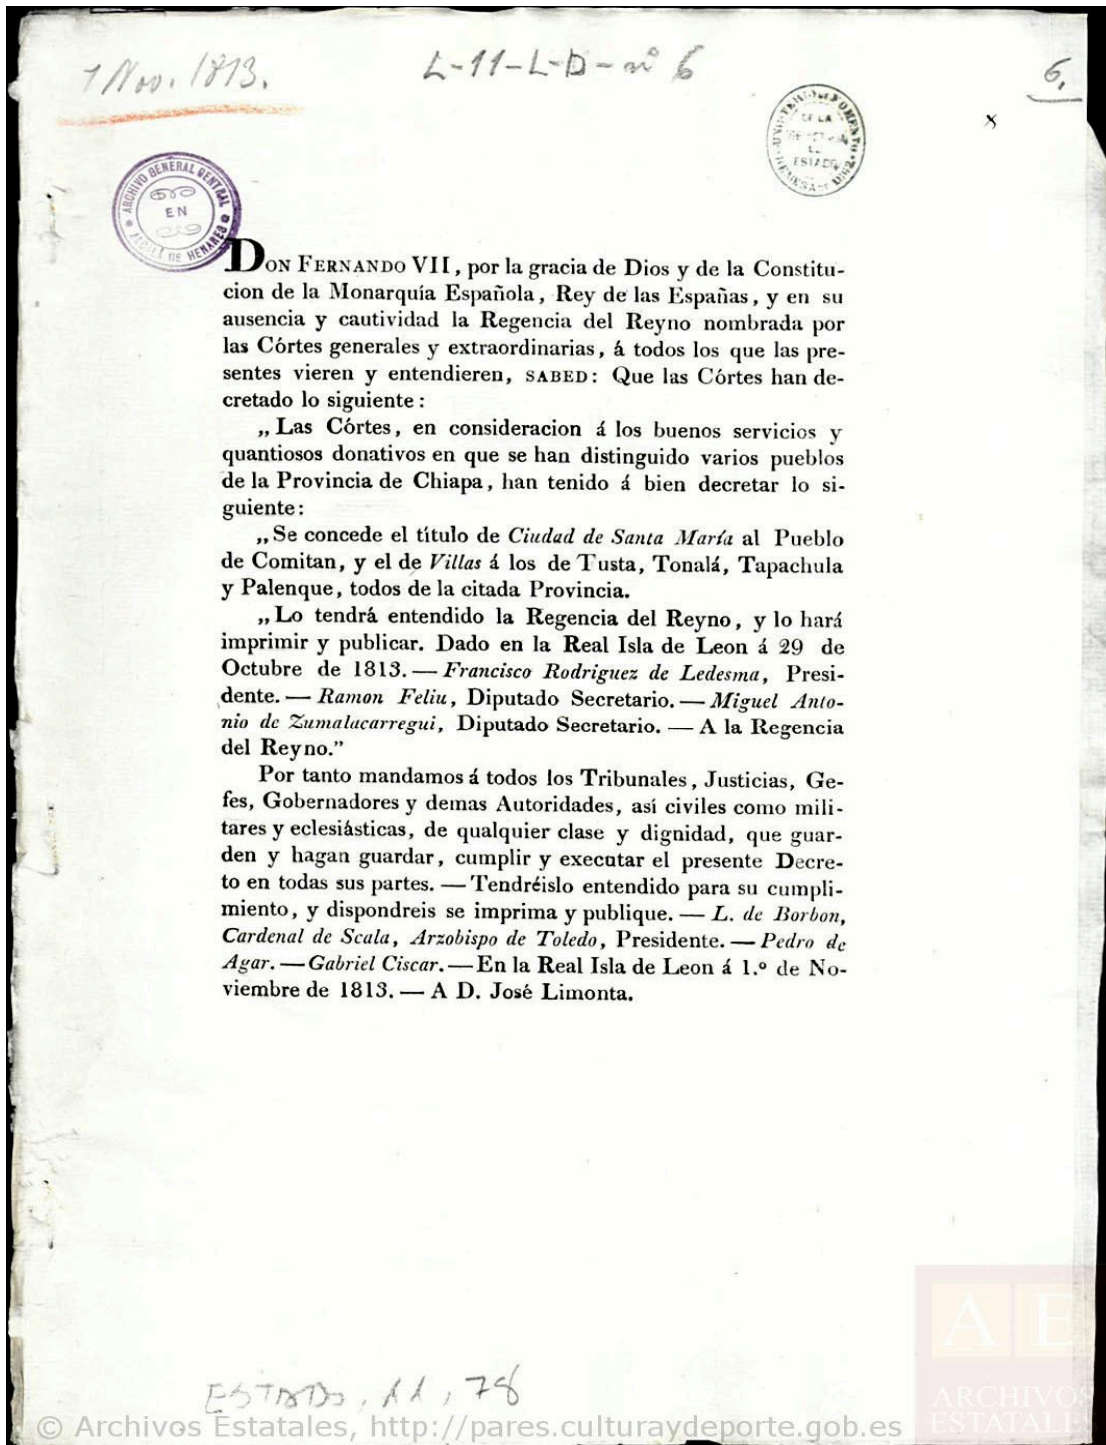 1 Nov. 1813.
L-11-L-D-nº 6
6,
ARCHIVO GENERAL CENTRAL
EN
ALCALÁ DE HENARES
DE LA
ESTADO
DON FERNANDO VII, por la gracia de Dios y de la Constitu-
cion de la Monarquía Española, Rey de las Españas, y en su
ausencia y cautividad la Regencia del Reyno nombrada por
las Córtes generales y extraordinarias, á todos los que las pre-
sentes vieren y entendieren, SABED: Que las Córtes han de-
cretado lo siguiente:
„Las Córtes, en consideracion á los buenos servicios y
quantiosos donativos en que se han distinguido varios pueblos
de la Provincia de Chiapa, han tenido á bien decretar lo si-
guiente:
„Se concede el título de Ciudad de Santa María al Pueblo
de Comitan, y el de Villas á los de Tusta, Tonalá, Tapachula
y Palenque, todos de la citada Provincia.
„Lo tendrá entendido la Regencia del Reyno, y lo hará
imprimir y publicar. Dado en la Real Isla de Leon á 29 de
Octubre de 1813. — Francisco Rodriguez de Ledesma, Presi-
dente. — Ramon Feliu, Diputado Secretario. — Miguel Anto-
nio de Zumalacarregui, Diputado Secretario. — A la Regencia
del Reyno.”
Por tanto mandamos á todos los Tribunales, Justicias, Ge-
fes, Gobernadores y demas Autoridades, así civiles como mili-
tares y eclesiásticas, de qualquier clase y dignidad, que guar-
den y hagan guardar, cumplir y executar el presente Decre-
to en todas sus partes. — Tendréislo entendido para su cumpli-
miento, y dispondreis se imprima y publique. — L. de Borbon,
Cardenal de Scala, Arzobispo de Toledo, Presidente. — Pedro de
Agar. — Gabriel Ciscar. — En la Real Isla de Leon á 1.º de No-
viembre de 1813. — A D. José Limonta.
ESTADO, 11, 78
© Archivos Estatales, http://pares.culturaydeporte.gob.es
AE
ARCHIVOS
ESTATALES